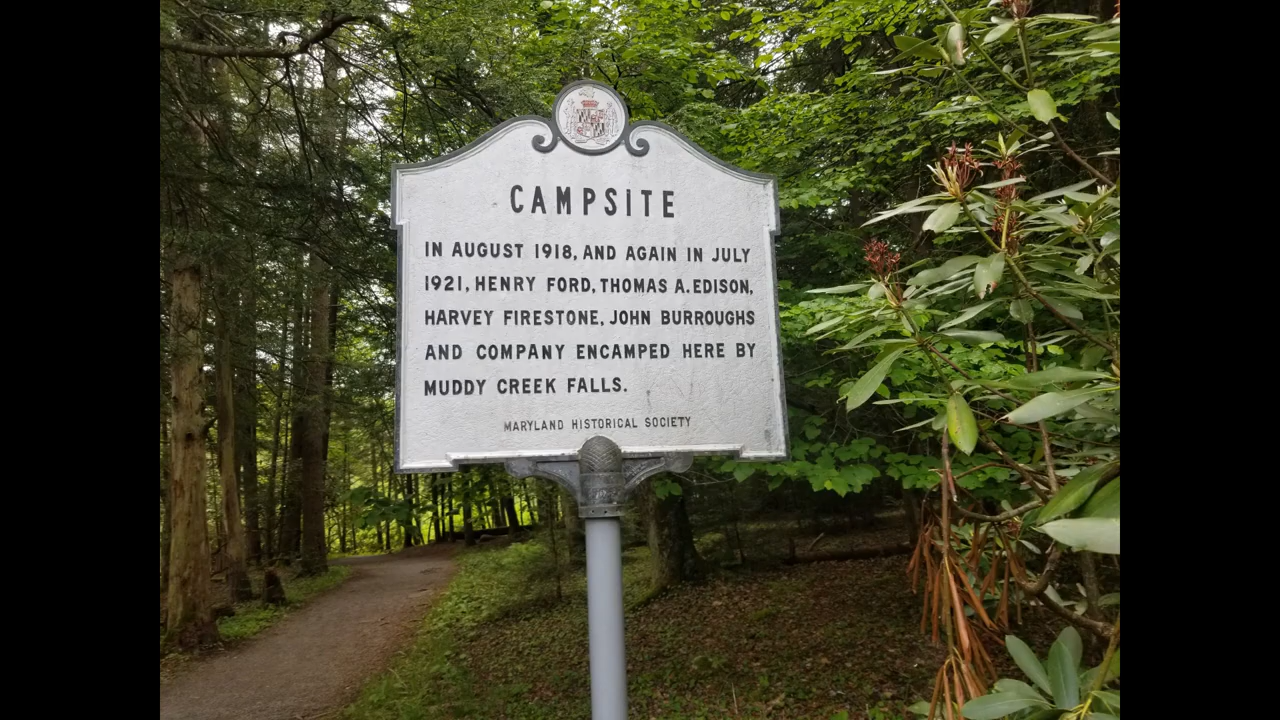 CAMPSITE
IN AUGUST 1918, AND AGAIN IN JULY
1921, HENRY FORD, THOMAS A. EDISON,
HARVEY FIRESTONE, JOHN BURROUGHS
AND COMPANY ENCAMPED HERE BY
MUDDY CREEK FALLS.
MARYLAND HISTORICAL SOCIETY